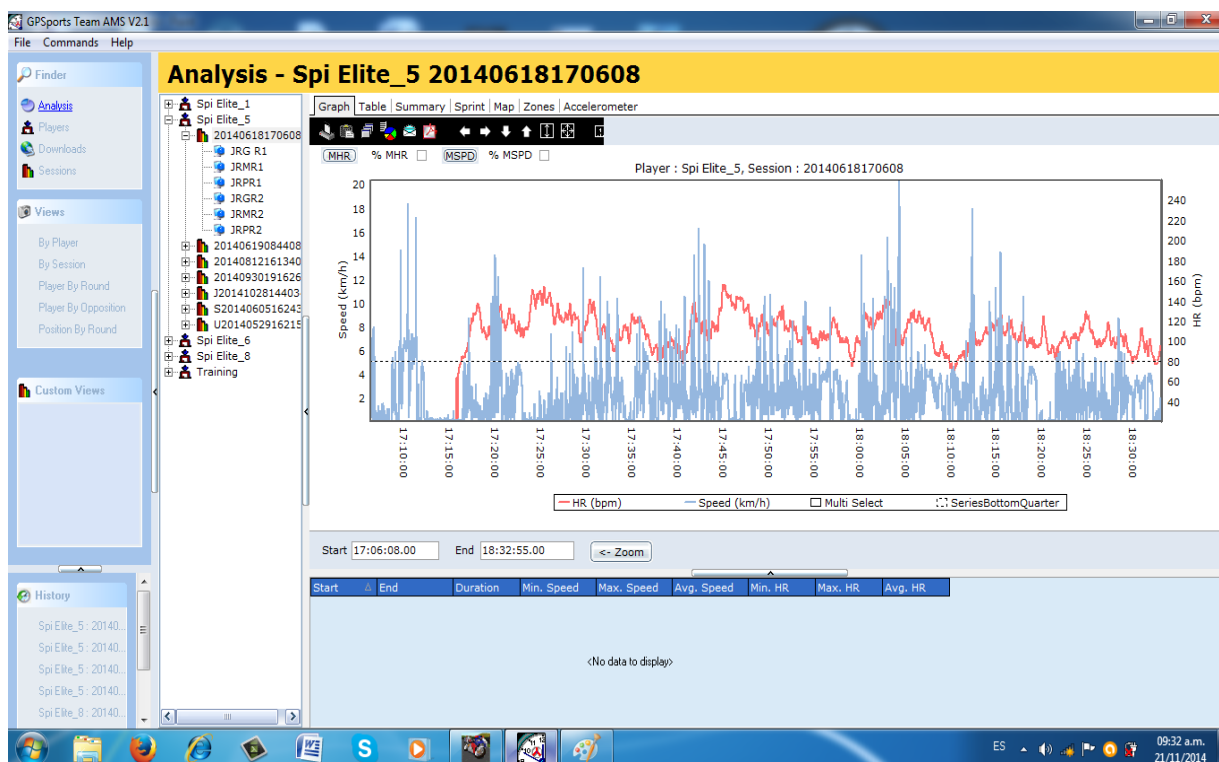 GPSports Team AMS V2.1
File Commands Help
Finder
Analysis
Players
Downloads
Sessions
Views
By Player
By Session
Player By Round
Player By Opposition
Position By Round
Custom Views
History
Spi Elite_5 : 20140...
Spi Elite_5 : 20140...
Spi Elite_5 : 20140...
Spi Elite_5 : 20140...
Spi Elite_8 : 20140...
Analysis - Spi Elite_5 20140618170608
Spi Elite_1
Spi Elite_5
20140618170608
JRG R1
JRMR1
JRPR1
JRGR2
JRMR2
JRPR2
20140619084408
20140812161340
20140930191626
J2014102814403
S2014060516243
U2014052916215
Spi Elite_6
Spi Elite_8
Training
Graph Table Summary Sprint Map Zones Accelerometer
MHR % MHR MSPD % MSPD
Player : Spi Elite_5, Session : 20140618170608
Speed (km/h)
20
18
16
14
12
10
8
6
4
2
240
220
200
180
160
140
120
100
80
60
40
HR (bpm)
17:10:00 17:15:00 17:20:00 17:25:00 17:30:00 17:35:00 17:40:00 17:45:00 17:50:00 17:55:00 18:00:00 18:05:00 18:10:00 18:15:00 18:20:00 18:25:00 18:30:00
HR (bpm) Speed (km/h) Multi Select SeriesBottomQuarter
Start 17:06:08.00 End 18:32:55.00 <- Zoom
Start End Duration Min. Speed Max. Speed Avg. Speed Min. HR Max. HR Avg. HR
<No data to display>
ES 09:32 a.m.
21/11/2014